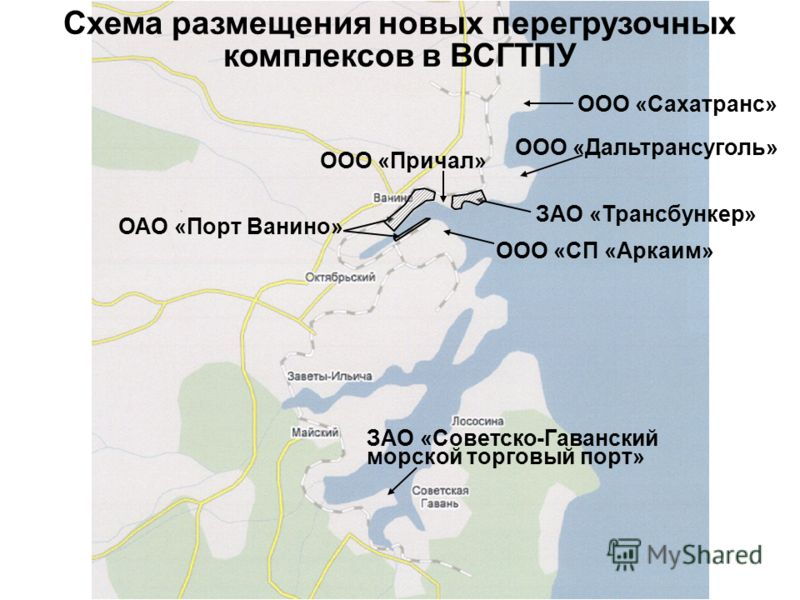 Схема размещения новых перегрузочных
комплексов в ВСГТПУ
ООО «Сахатранс»
ООО «Дальтрансуголь»
ООО «Причал»
Ванино
ЗАО «Трансбункер»
ОАО «Порт Ванино»
ООО «СП «Аркаим»
Октябрьский
Заветы-Ильича
Лососина
Майский
ЗАО «Советско-Гаванский
морской торговый порт»
Советская
Гавань
MyShared